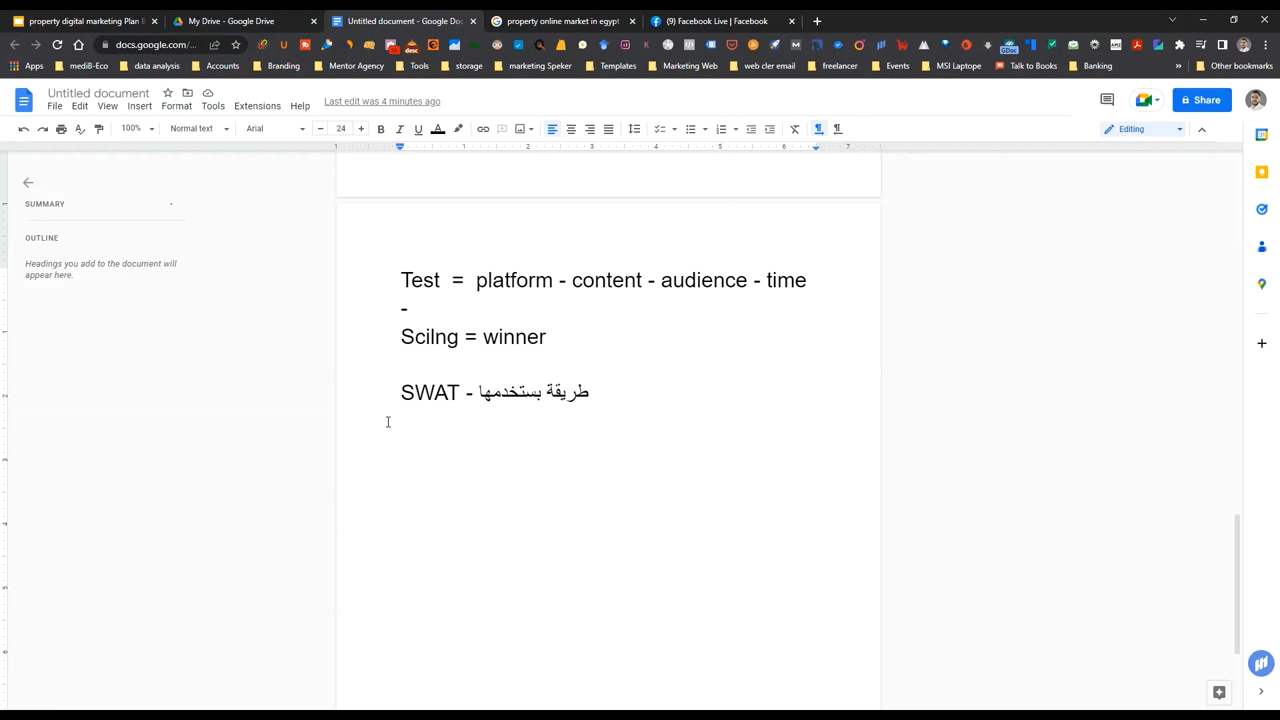 property digital marketing Plan II
My Drive - Google Drive
Untitled document - Google Doc
property online market in egypt
(9) Facebook Live | Facebook
docs.google.com/...
Apps
mediB-Eco
data analysis
Accounts
Branding
Mentor Agency
Tools
storage
marketing Speker
Templates
Marketing Web
web cler email
freelancer
Events
MSI Laptope
Talk to Books
Banking
Other bookmarks
Untitled document
File Edit View Insert Format Tools Extensions Help
Last edit was 4 minutes ago
Share
100%
Normal text
Arial
24
Editing
SUMMARY
OUTLINE
Headings you add to the document will
appear here.
Test = platform - content - audience - time
-
Scilng = winner
SWAT - طريقة بستخدمها